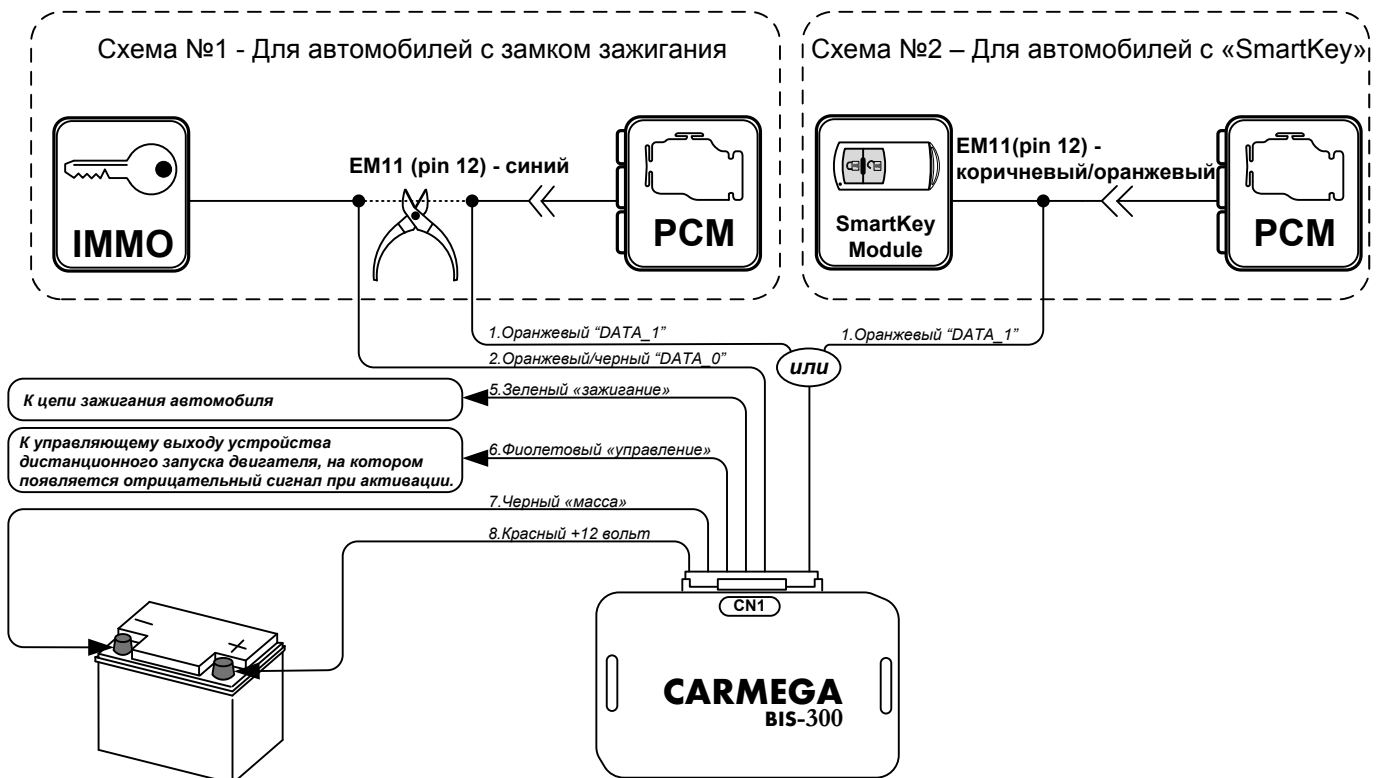 Схема №1 - Для автомобилей с замком зажигания
Схема №2 – Для автомобилей с «SmartKey»
IMMO
EM11 (pin 12) - синий
PCM
SmartKey
Module
EM11(pin 12) -
коричневый/оранжевый
PCM
1.Оранжевый “DATA_1”
1.Оранжевый “DATA_1”
2.Оранжевый/черный “DATA_0”
или
5.Зеленый «зажигание»
К цепи зажигания автомобиля
К управляющему выходу устройства
дистанционного запуска двигателя, на котором
появляется отрицательный сигнал при активации.
6.Фиолетовый «управление»
7.Черный «масса»
8.Красный +12 вольт
CN1
CARMEGA
BIS-300